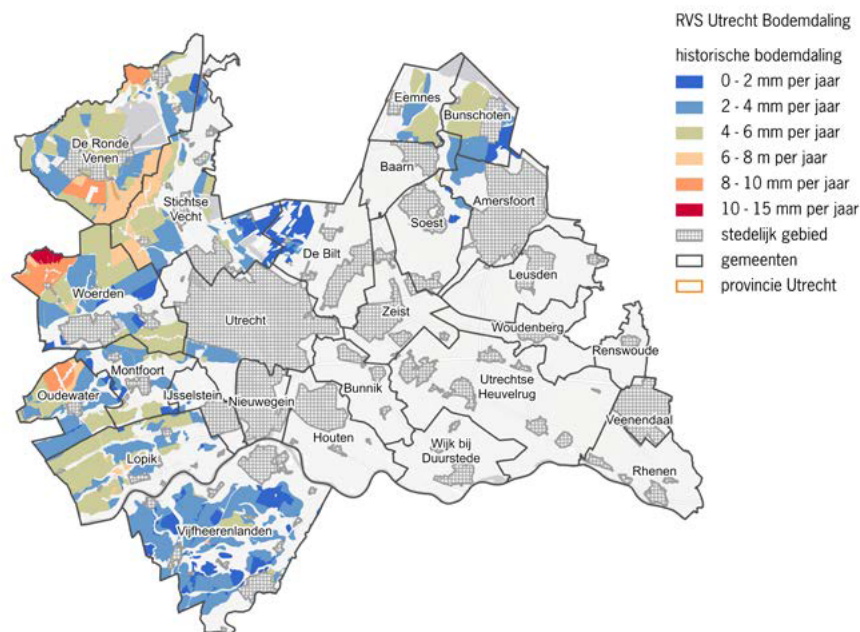 RVS Utrecht Bodemdaling
historische bodemdaling
0 - 2 mm per jaar
2 - 4 mm per jaar
4 - 6 mm per jaar
6 - 8 m per jaar
8 - 10 mm per jaar
10 - 15 mm per jaar
stedelijk gebied
gemeenten
provincie Utrecht
Eemnes
Bunschoten
De Ronde
Venen
Baarn
Stichtse
Vecht
Amersfoort
Soest
De Bilt
Leusden
Woerden
Utrecht
Zeist
Woudenberg
Renswoude
Montfoort
Oudewater
IJsselstein
Nieuwegein
Bunnik
Utrechtse
Heuvelrug
Veenendaal
Houten
Lopik
Wijk bij
Duurstede
Rhenen
Vijfheerenlanden